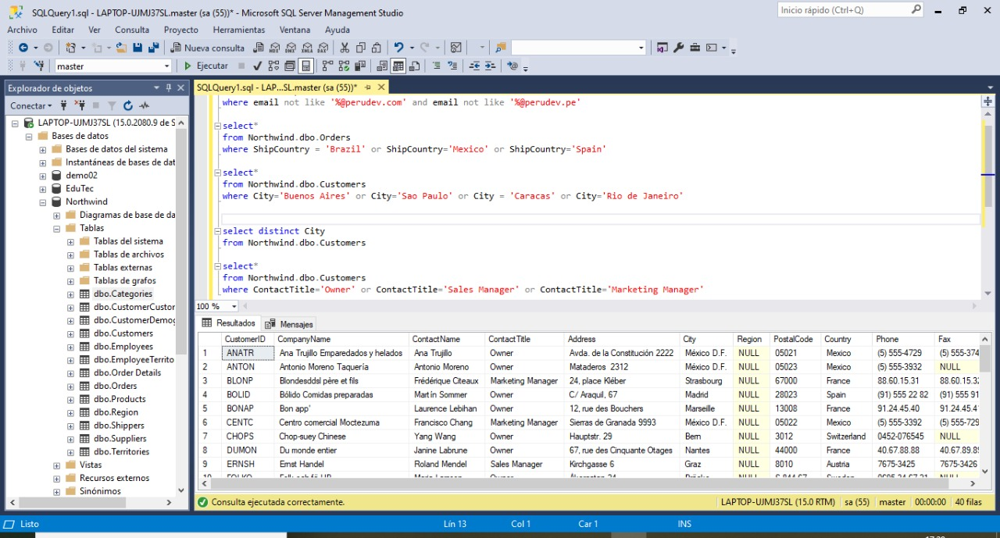 SQLQuery1.sql - LAPTOP-UJMJ37SL.master (sa (55))* - Microsoft SQL Server Management Studio
Inicio rápido (Ctrl+Q)
Archivo Editar Ver Consulta Proyecto Herramientas Ventana Ayuda
Nueva consulta
master Ejecutar
Explorador de objetos
Conectar
LAPTOP-UJMJ37SL (15.0.2080.9 de S
Bases de datos
Bases de datos del sistema
Instantáneas de bases de dat
demo02
EduTec
Northwind
Diagramas de base de da
Tablas
Tablas del sistema
Tablas de archivos
Tablas externas
Tablas de grafos
dbo.Categories
dbo.CustomerCustor
dbo.CustomerDemog
dbo.Customers
dbo.Employees
dbo.EmployeeTerrito
dbo.Order Details
dbo.Orders
dbo.Products
dbo.Region
dbo.Shippers
dbo.Suppliers
dbo.Territories
Vistas
Recursos externos
Sinónimos
SQLQuery1.sql - LAP...SL.master (sa (55))*
where email not like '%@perudev.com' and email not like '%@perudev.pe'
select*
from Northwind.dbo.Orders
where ShipCountry = 'Brazil' or ShipCountry='Mexico' or ShipCountry='Spain'
select*
from Northwind.dbo.Customers
where City='Buenos Aires' or City='Sao Paulo' or City = 'Caracas' or City='Rio de Janeiro'
select distinct City
from Northwind.dbo.Customers
select*
from Northwind.dbo.Customers
where ContactTitle='Owner' or ContactTitle='Sales Manager' or ContactTitle='Marketing Manager'
100 %
Resultados Mensajes
CustomerID CompanyName ContactName ContactTitle Address City Region PostalCode Country Phone Fax
1 ANATR Ana Trujillo Emparedados y helados Ana Trujillo Owner Avda. de la Constitución 2222 México D.F. NULL 05021 Mexico (5) 555-4729 (5) 555-374
2 ANTON Antonio Moreno Taquería Antonio Moreno Owner Mataderos 2312 México D.F. NULL 05023 Mexico (5) 555-3932 NULL
3 BLONP Blondesddsl père et fils Frédérique Citeaux Marketing Manager 24, place Kléber Strasbourg NULL 67000 France 88.60.15.31 88.60.15.32
4 BOLID Bólido Comidas preparadas Martín Sommer Owner C/ Araquil, 67 Madrid NULL 28023 Spain (91) 555 22 82 (91) 555 91
5 BONAP Bon app' Laurence Lebihan Owner 12, rue des Bouchers Marseille NULL 13008 France 91.24.45.40 91.24.45.4
6 CENTC Centro comercial Moctezuma Francisco Chang Marketing Manager Sierras de Granada 9993 México D.F. NULL 05022 Mexico (5) 555-3392 (5) 555-729
7 CHOPS Chop-suey Chinese Yang Wang Owner Hauptstr. 29 Bern NULL 3012 Switzerland 0452-076545 NULL
8 DUMON Du monde entier Janine Labrune Owner 67, rue des Cinquante Otages Nantes NULL 44000 France 40.67.88.88 40.67.89.8
9 ERNSH Ernst Handel Roland Mendel Sales Manager Kirchgasse 6 Graz NULL 8010 Austria 7675-3425 7675-3426
Consulta ejecutada correctamente. LAPTOP-UJMJ37SL (15.0 RTM) sa (55) master 00:00:00 40 filas
Listo Lín 13 Col 1 Car 1 INS